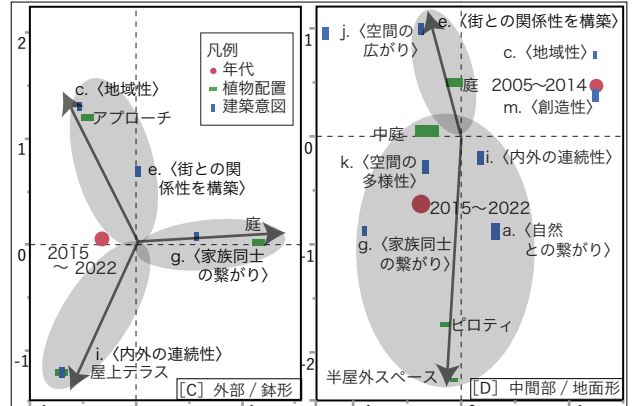 2
1
0
-1
凡例
年代
植物配置
建築意図
c.〈地域性〉
アプローチ
e.〈街との関
係性を構築〉
庭
2015
～ 2022
g.〈家族同士
の繋がり〉
i.〈内外の連続性〉
屋上テラス
[C] 外部 / 鉢形
1
0
-1
-2
j.〈空間の
広がり〉
e.〈街との関係性を構築〉
c.〈地域性〉
庭
2005～2014
m.〈創造性〉
中庭
k.〈空間の
多様性〉
i.〈内外の連続性〉
2015～2022
g.〈家族同士
の繋がり〉
a.〈自然
との繋がり〉
ピロティ
半屋外スペース
[D] 中間部 / 地面形